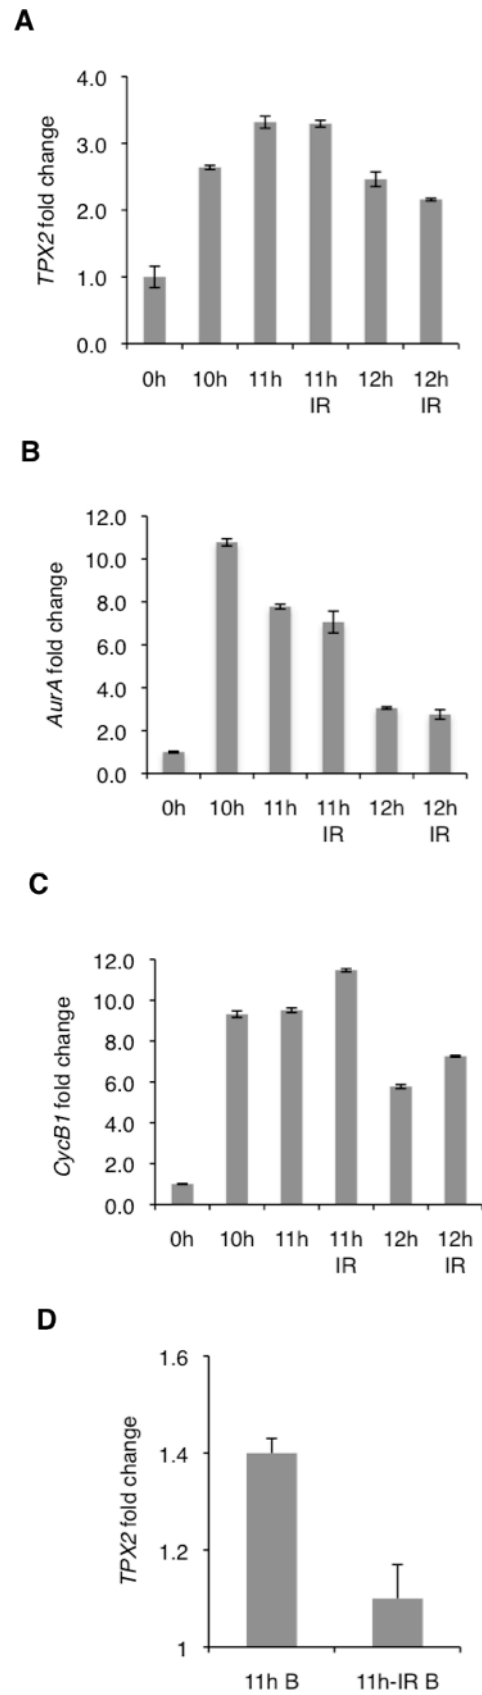 A
TPX2 fold change
4.0
3.0
2.0
1.0
0.0
0h 10h 11h 11h 12h 12h
IR IR
B
AurA fold change
12.0
10.0
8.0
6.0
4.0
2.0
0.0
0h 10h 11h 11h 12h 12h
IR IR
C
CycB1 fold change
12.0
10.0
8.0
6.0
4.0
2.0
0.0
0h 10h 11h 11h 12h 12h
IR IR
D
TPX2 fold change
1.6
1.4
1.2
1
11h B 11h-IR B